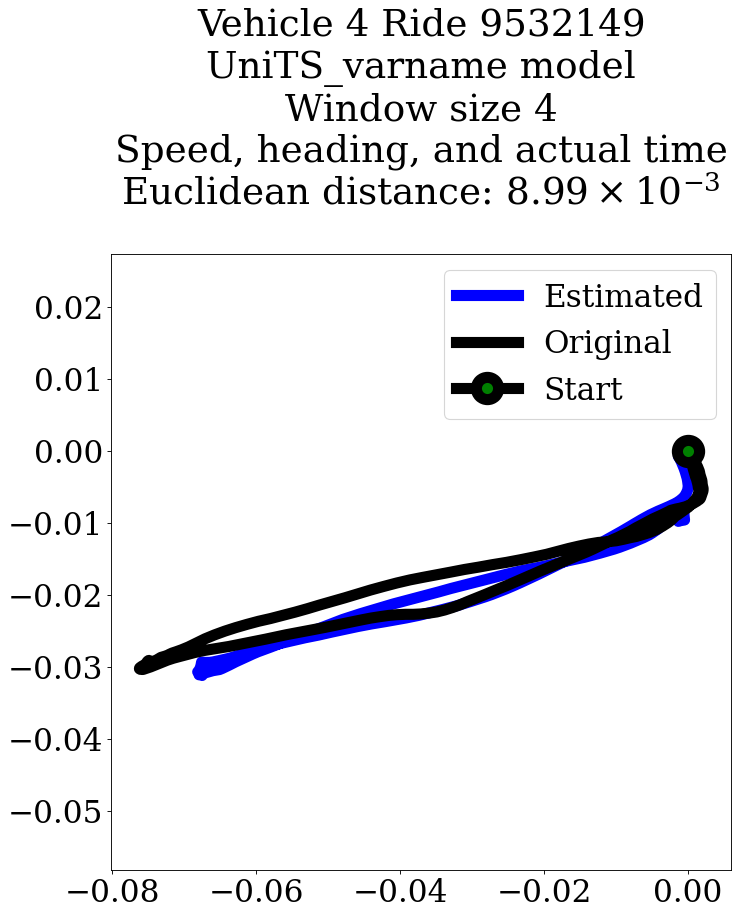 Vehicle 4 Ride 9532149
UniTS_varname model
Window size 4
Speed, heading, and actual time
Euclidean distance: 8.99 × 10⁻³
Estimated
Original
Start
0.02
0.01
0.00
−0.01
−0.02
−0.03
−0.04
−0.05
−0.08 −0.06 −0.04 −0.02 0.00